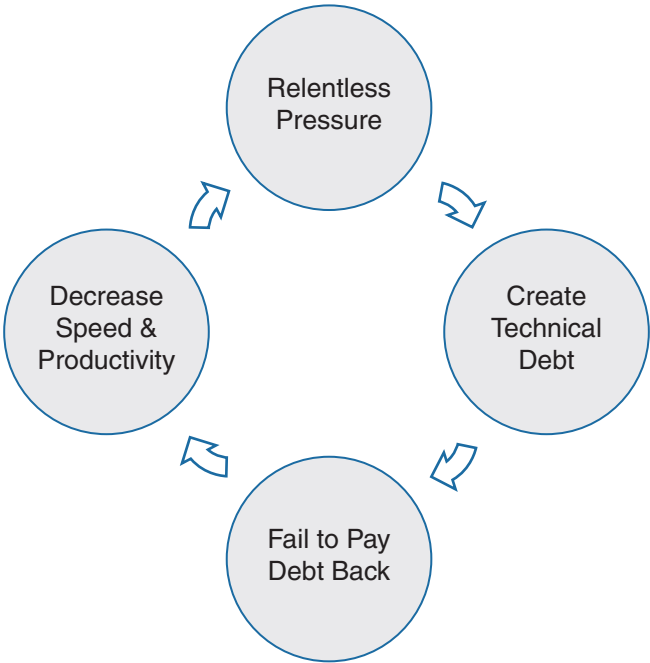 Relentless
Pressure
Create
Technical
Debt
Fail to Pay
Debt Back
Decrease
Speed &
Productivity